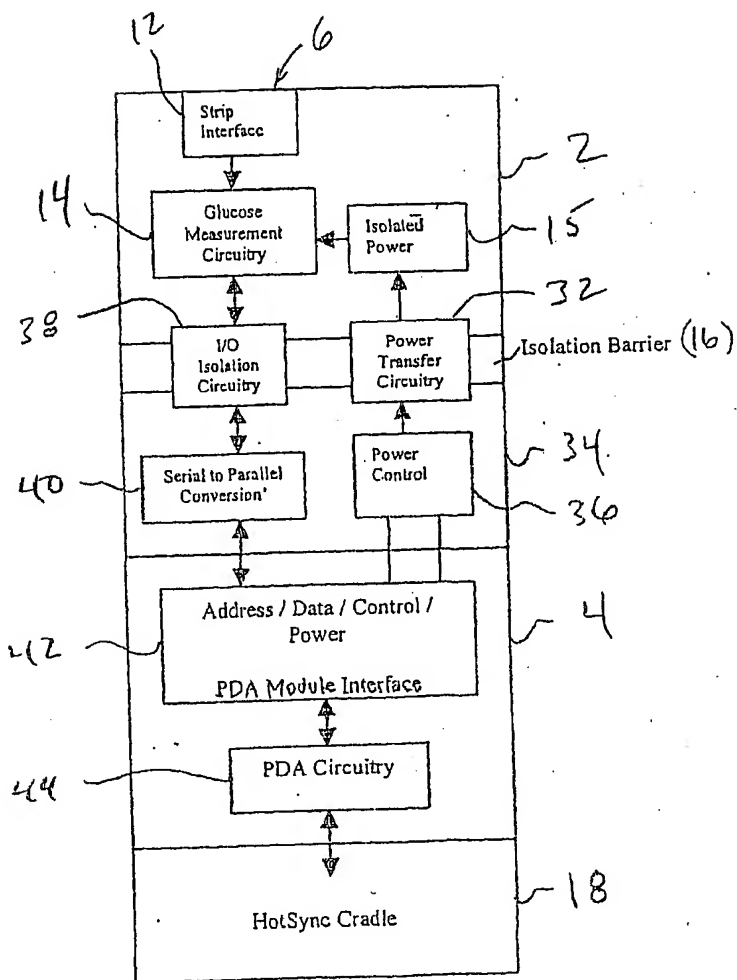 12
6
Strip
Interface
2
14
Glucose
Measurement
Circuitry
Isolated
Power
15
38
32
I/O
Isolation
Circuitry
Power
Transfer
Circuitry
Isolation Barrier (16)
34
40
Serial to Parallel
Conversion
Power
Control
36
42
Address / Data / Control /
Power
PDA Module Interface
4
44
PDA Circuitry
HotSync Cradle
18